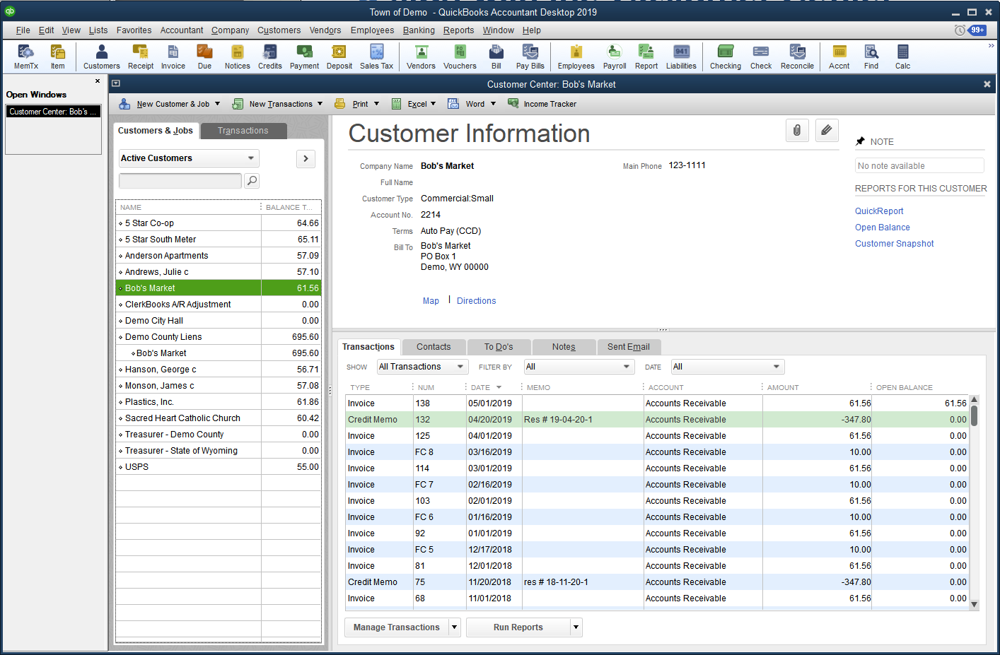 Town of Demo - QuickBooks Accountant Desktop 2019
File Edit View Lists Favorites Accountant Company Customers Vendors Employees Banking Reports Window Help 99+
MemTx Item Customers Receipt Invoice Due Notices Credits Payment Deposit Sales Tax Vendors Vouchers Bill Pay Bills Employees Payroll Report Liabilities Checking Check Reconcile Accnt Find Calc
Open Windows
Customer Center: Bob's ...
Customer Center: Bob's Market
New Customer & Job New Transactions Print Excel Word Income Tracker
Customers & Jobs Transactions
Active Customers
NAME BALANCE T...
5 Star Co-op 64.66
5 Star South Meter 65.11
Anderson Apartments 57.09
Andrews, Julie c 57.10
Bob's Market 61.56
ClerkBooks A/R Adjustment 0.00
Demo City Hall 0.00
Demo County Liens 695.60
Bob's Market 695.60
Hanson, George c 56.71
Monson, James c 57.08
Plastics, Inc. 61.86
Sacred Heart Catholic Church 60.42
Treasurer - Demo County 0.00
Treasurer - State of Wyoming 0.00
USPS 55.00
Customer Information
Company Name Bob's Market
Main Phone 123-1111
Full Name
Customer Type Commercial:Small
Account No. 2214
Terms Auto Pay (CCD)
Bill To Bob's Market
PO Box 1
Demo, WY 00000
Map | Directions
NOTE
No note available
REPORTS FOR THIS CUSTOMER
QuickReport
Open Balance
Customer Snapshot
Transactions Contacts To Do's Notes Sent Email
SHOW All Transactions FILTER BY All DATE All
TYPE NUM DATE MEMO ACCOUNT AMOUNT OPEN BALANCE
Invoice 138 05/01/2019 Accounts Receivable 61.56 61.56
Credit Memo 132 04/20/2019 Res # 19-04-20-1 Accounts Receivable -347.80 0.00
Invoice 125 04/01/2019 Accounts Receivable 61.56 0.00
Invoice FC 8 03/16/2019 Accounts Receivable 10.00 0.00
Invoice 114 03/01/2019 Accounts Receivable 61.56 0.00
Invoice FC 7 02/16/2019 Accounts Receivable 10.00 0.00
Invoice 103 02/01/2019 Accounts Receivable 61.56 0.00
Invoice FC 6 01/16/2019 Accounts Receivable 10.00 0.00
Invoice 92 01/01/2019 Accounts Receivable 61.56 0.00
Invoice FC 5 12/17/2018 Accounts Receivable 10.00 0.00
Invoice 81 12/01/2018 Accounts Receivable 61.56 0.00
Credit Memo 75 11/20/2018 res # 18-11-20-1 Accounts Receivable -347.80 0.00
Invoice 68 11/01/2018 Accounts Receivable 61.56 0.00
Manage Transactions Run Reports